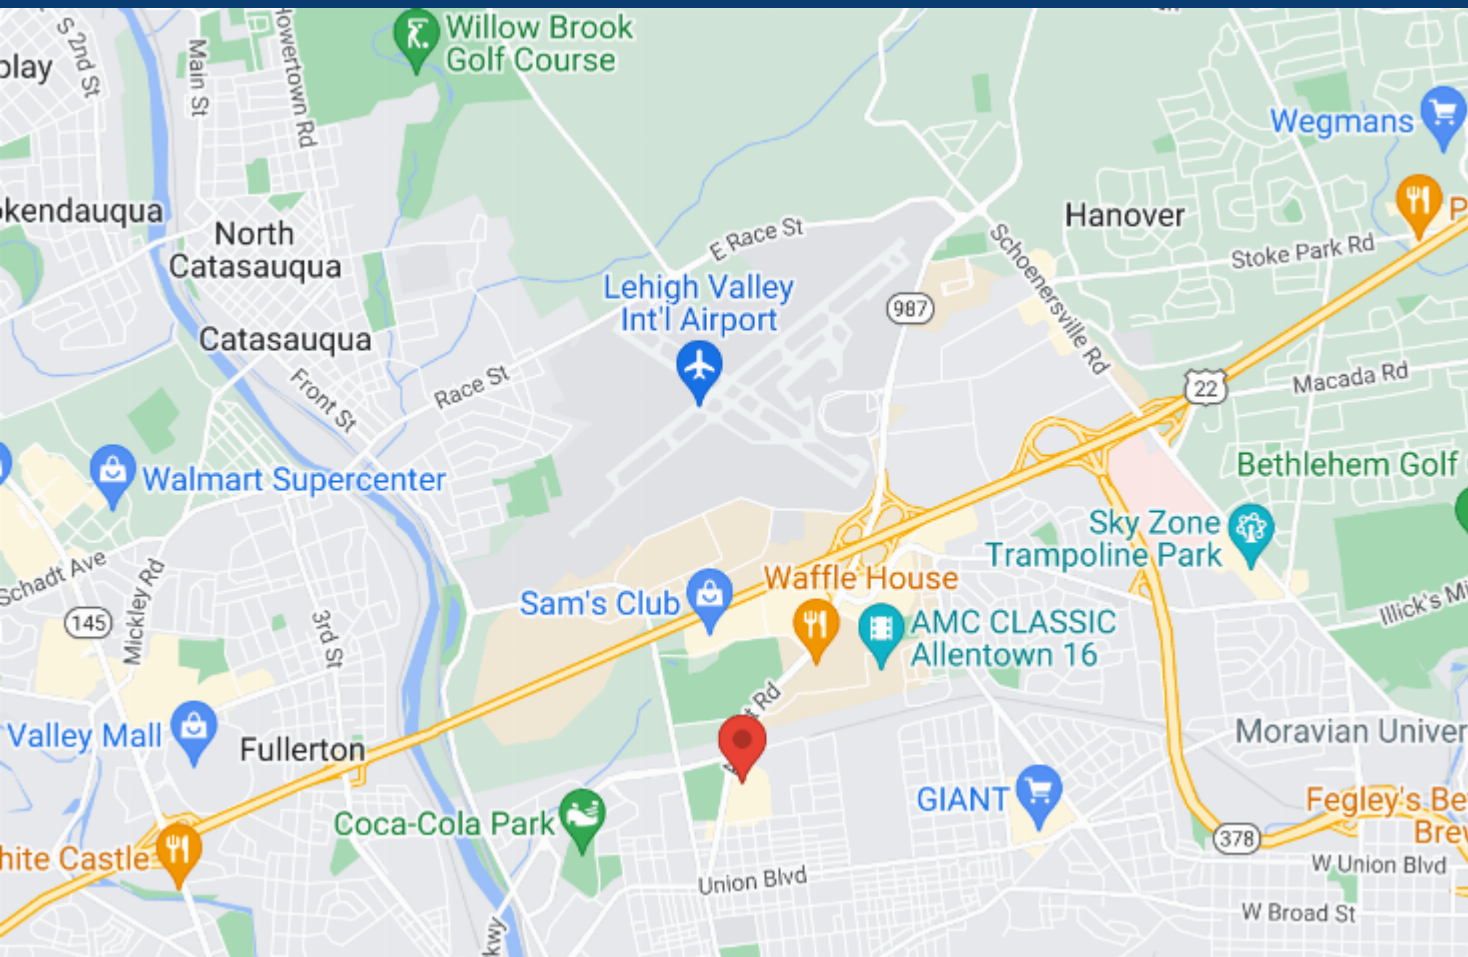 Willow Brook
Golf Course
S 2nd St
Main St
Howertown Rd
play
Wegmans
kendauqua
North
Catasauqua
Hanover
E Race St
Schoenersville Rd
Stoke Park Rd
P
Lehigh Valley
Int'l Airport
987
Catasauqua
Front St
Race St
22
Macada Rd
Walmart Supercenter
Bethlehem Golf
Sky Zone
Trampoline Park
Schadt Ave
Mickley Rd
Waffle House
Sam's Club
145
3rd St
AMC CLASSIC
Allentown 16
Illick's Mi
t Rd
Valley Mall
Fullerton
Moravian Univer
GIANT
Coca-Cola Park
Fegley's Be
Brew
378
hite Castle
W Union Blvd
Union Blvd
W Broad St
kwy